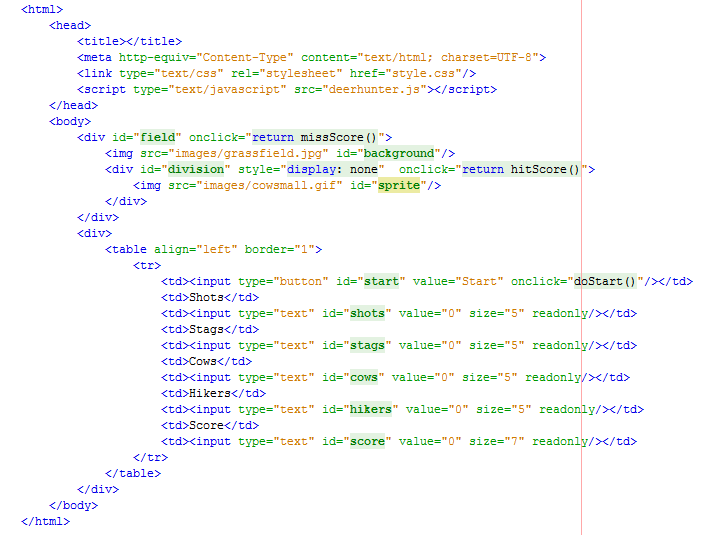 <html>
<head>
<title></title>
<meta http-equiv="Content-Type" content="text/html; charset=UTF-8">
<link type="text/css" rel="stylesheet" href="style.css"/>
<script type="text/javascript" src="deerhunter.js"></script>
</head>
<body>
<div id="field" onclick="return missScore()">
<img src="images/grassfield.jpg" id="background"/>
<div id="division" style="display: none"  onclick="return hitScore()">
<img src="images/cowsmall.gif" id="sprite"/>
</div>
</div>
<div>
<table align="left" border="1">
<tr>
<td><input type="button" id="start" value="Start" onclick="doStart()"/></td>
<td>Shots</td>
<td><input type="text" id="shots" value="0" size="5" readonly/></td>
<td>Stags</td>
<td><input type="text" id="stags" value="0" size="5" readonly/></td>
<td>Cows</td>
<td><input type="text" id="cows" value="0" size="5" readonly/></td>
<td>Hikers</td>
<td><input type="text" id="hikers" value="0" size="5" readonly/></td>
<td>Score</td>
<td><input type="text" id="score" value="0" size="7" readonly/></td>
</tr>
</table>
</div>
</body>
</html>